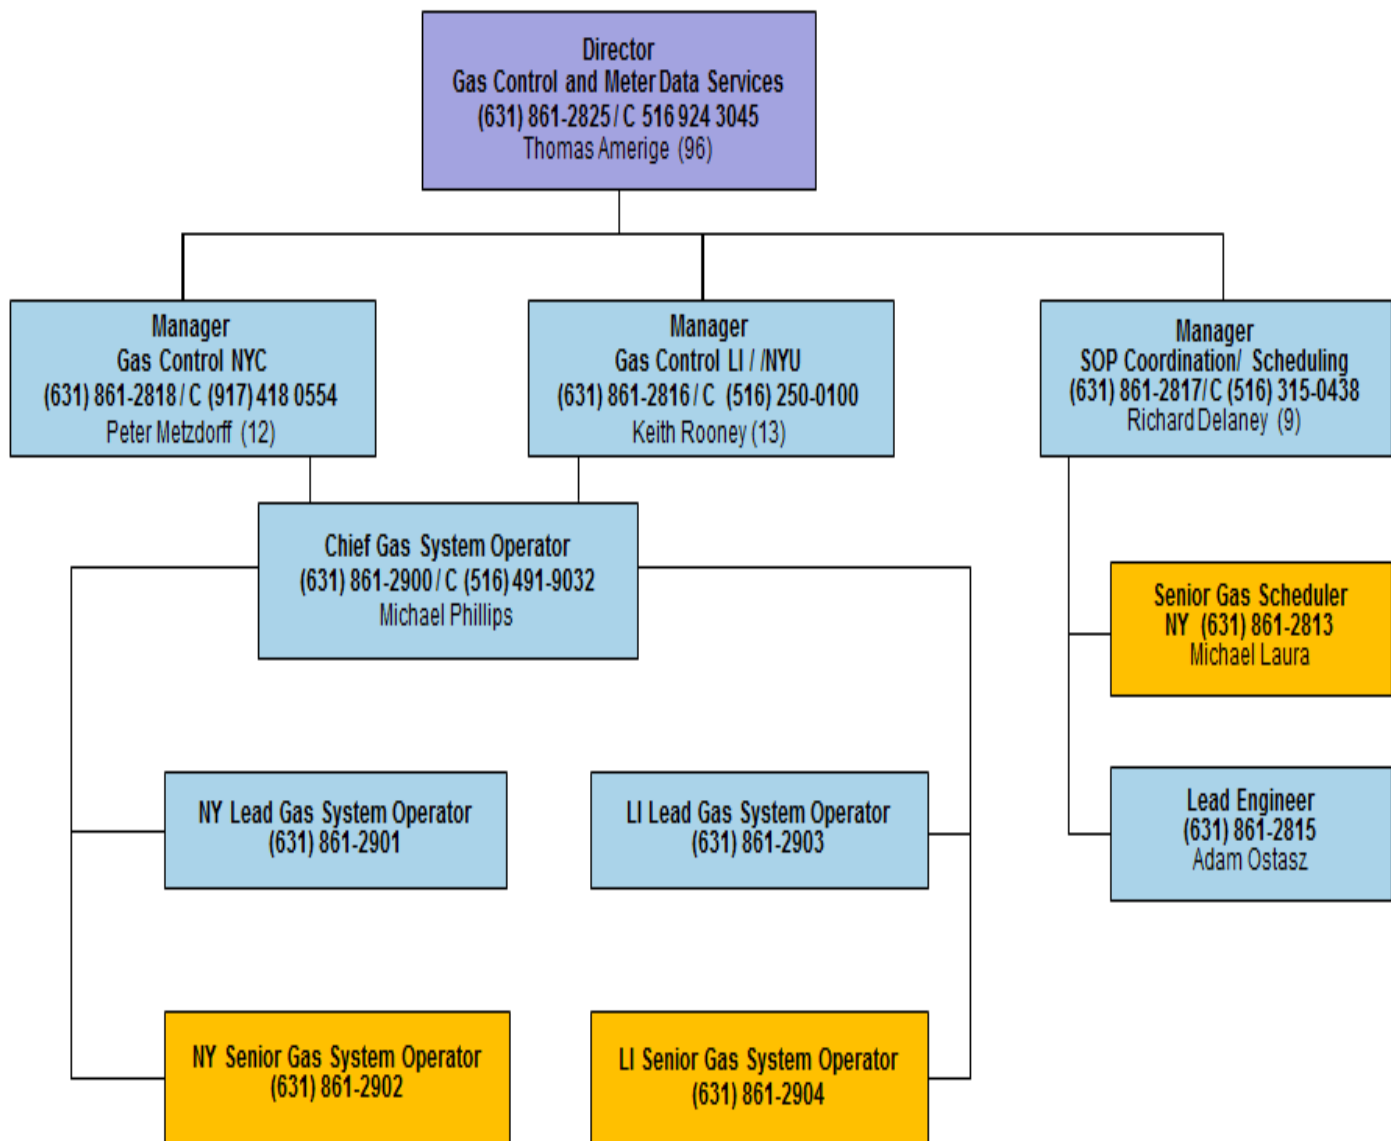 Director
Gas Control and Meter Data Services
(631) 861-2825 / C 516 924 3045
Thomas Amerige (96)
Manager
Gas Control NYC
(631) 861-2818 / C (917) 418 0554
Peter Metzdorff (12)
Manager
Gas Control LI / /NYU
(631) 861-2816 / C (516) 250-0100
Keith Rooney (13)
Manager
SOP Coordination/ Scheduling
(631) 861-2817/C (516) 315-0438
Richard Delaney (9)
Chief Gas System Operator
(631) 861-2900 / C (516) 491-9032
Michael Phillips
Senior Gas Scheduler
NY (631) 861-2813
Michael Laura
NY Lead Gas System Operator
(631) 861-2901
LI Lead Gas System Operator
(631) 861-2903
Lead Engineer
(631) 861-2815
Adam Ostasz
NY Senior Gas System Operator
(631) 861-2902
LI Senior Gas System Operator
(631) 861-2904